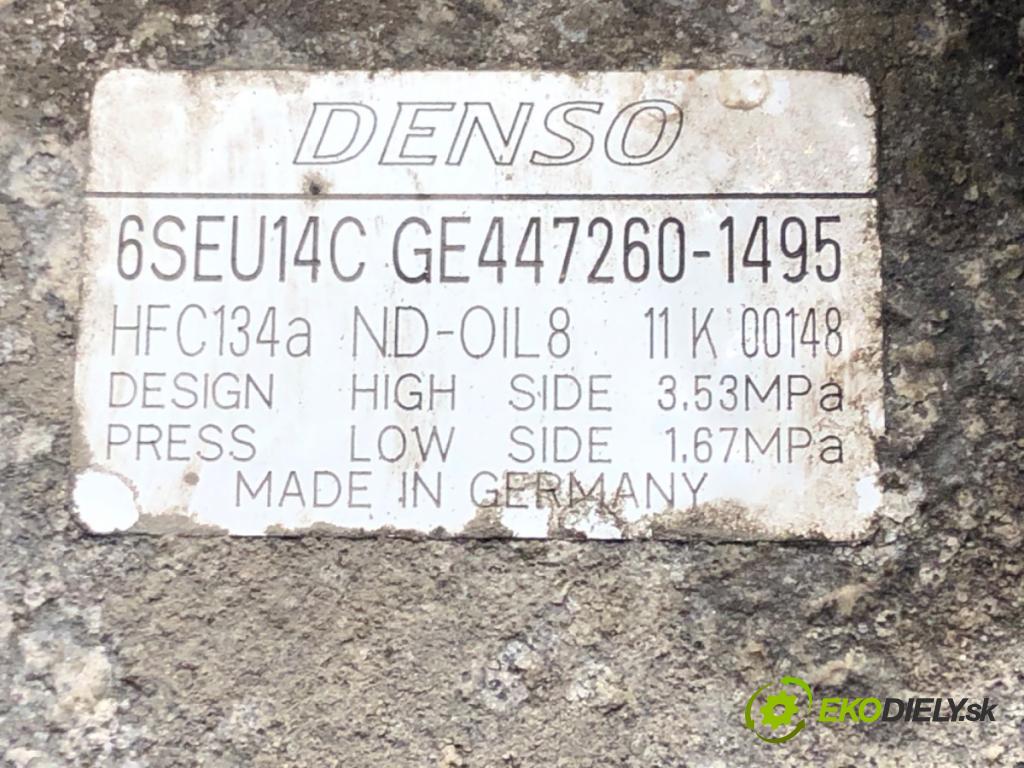 DENSO
6SEU14C GE447260-1495
HFC134a ND-OIL8 11 K 00148
DESIGN HIGH SIDE 3.53MPa
PRESS LOW SIDE 1.67MPa
MADE IN GERMANY
EKODIELY.sk